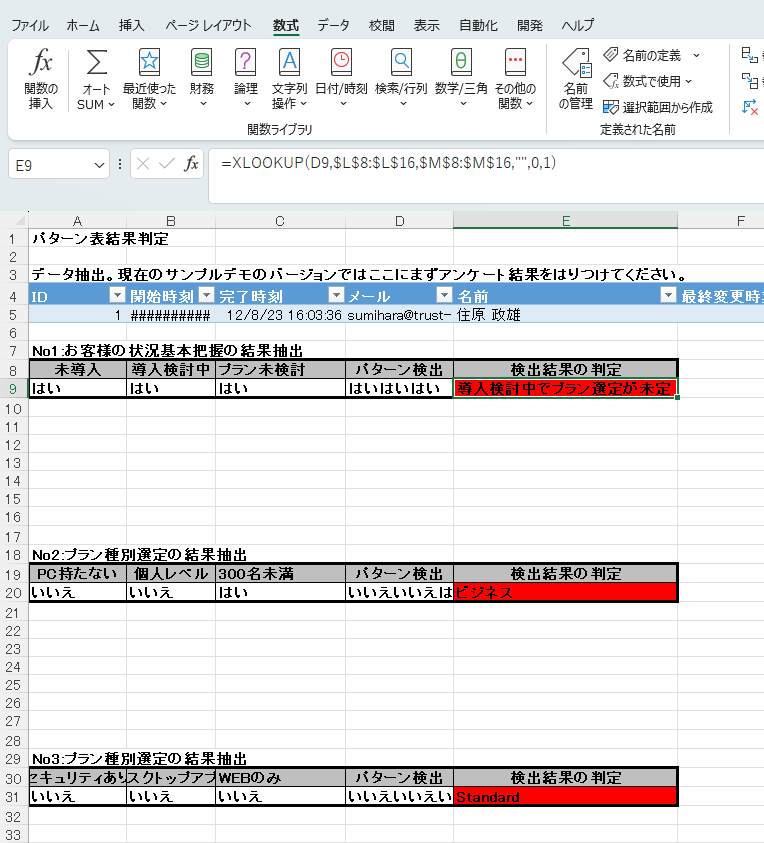 ファイル ホーム 挿入 ページ レイアウト 数式 データ 校閲 表示 自動化 開発 ヘルプ
fx Σ ? A θ
関数の挿入 オート SUM 最近使った関数 財務 論理 文字列操作 日付/時刻 検索/行列 数学/三角 その他の関数
関数ライブラリ
名前の管理
名前の定義
数式で使用
選択範囲から作成
定義された名前
E9 fx =XLOOKUP(D9,$L$8:$L$16,$M$8:$M$16,"",0,1)
A B C D E F
1 パターン表結果判定
2
3 データ抽出。現在のサンプルデモのバージョンではここにまずアンケート結果をはりつけてください。
4 ID 開始時刻 完了時刻 メール 名前 最終変更時
5 1 ########## 12/8/23 16:03:36 sumihara@trust- 住原 政雄
6
7 No1:お客様の状況基本把握の結果抽出
8 未導入 導入検討中 プラン未検討 パターン検出 検出結果の判定
9 はい はい はい はいはいはい 導入検討中でプラン選定が未定
10
11
12
13
14
15
16
17
18 No2:プラン種別選定の結果抽出
19 PC持たない 個人レベル 300名未満 パターン検出 検出結果の判定
20 いいえ いいえ はい いいえいいえは ビジネス
21
22
23
24
25
26
27
28
29 No3:プラン種別選定の結果抽出
30 セキュリティあり スクトップアプ WEBのみ パターン検出 検出結果の判定
31 いいえ いいえ いいえ いいえいいえい Standard
32
33